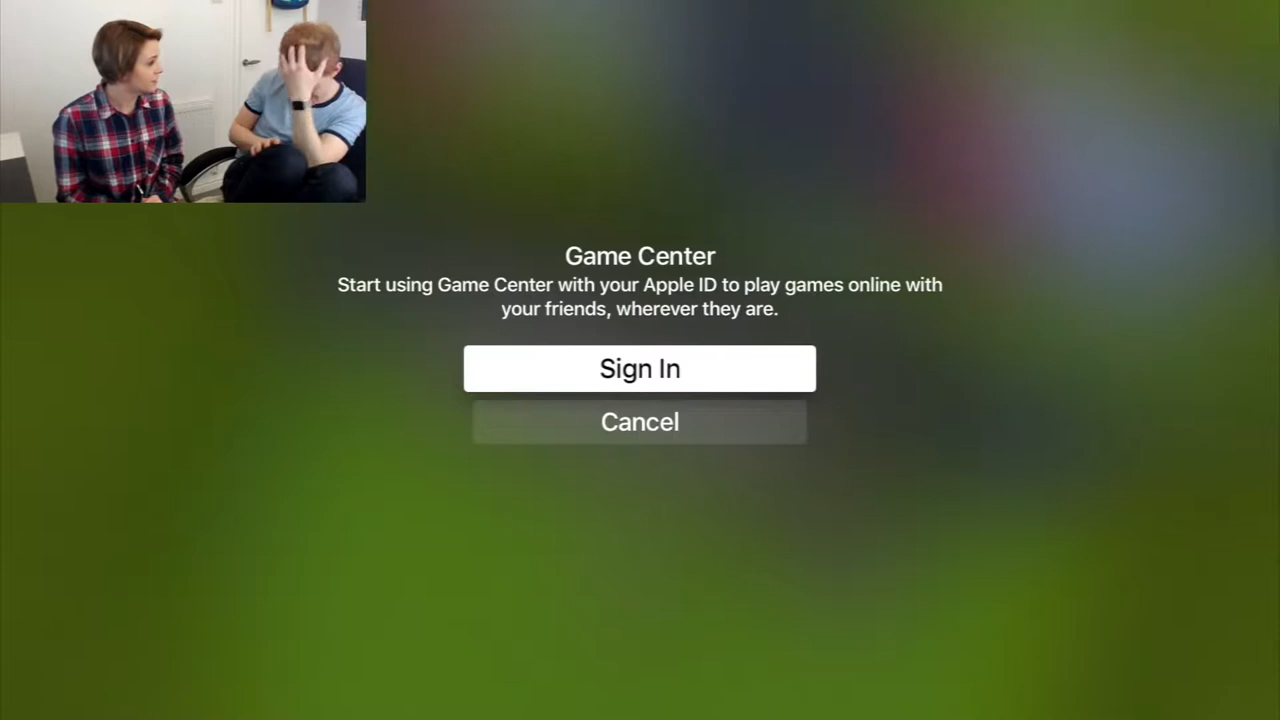 Game Center
Start using Game Center with your Apple ID to play games online with
your friends, wherever they are.
Sign In
Cancel